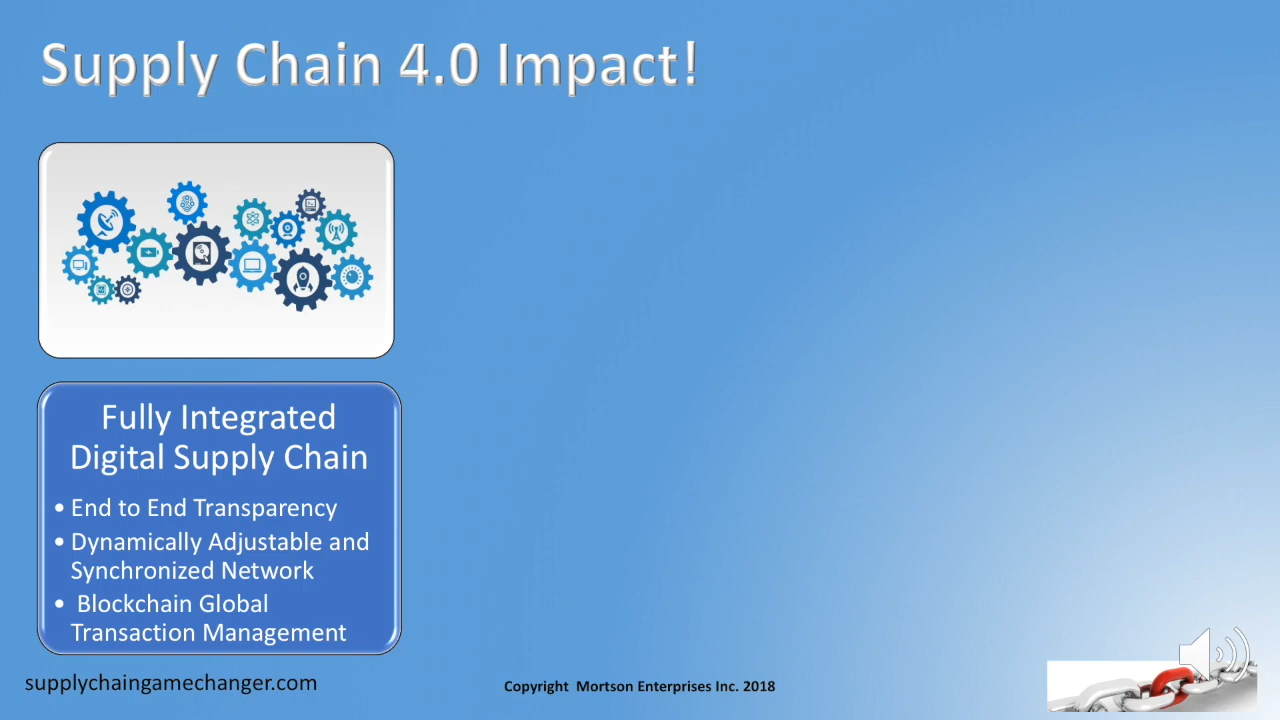 Supply Chain 4.0 Impact!
Fully Integrated
Digital Supply Chain
• End to End Transparency
• Dynamically Adjustable and
Synchronized Network
• Blockchain Global
Transaction Management
supplychaingamechanger.com
Copyright Mortson Enterprises Inc. 2018